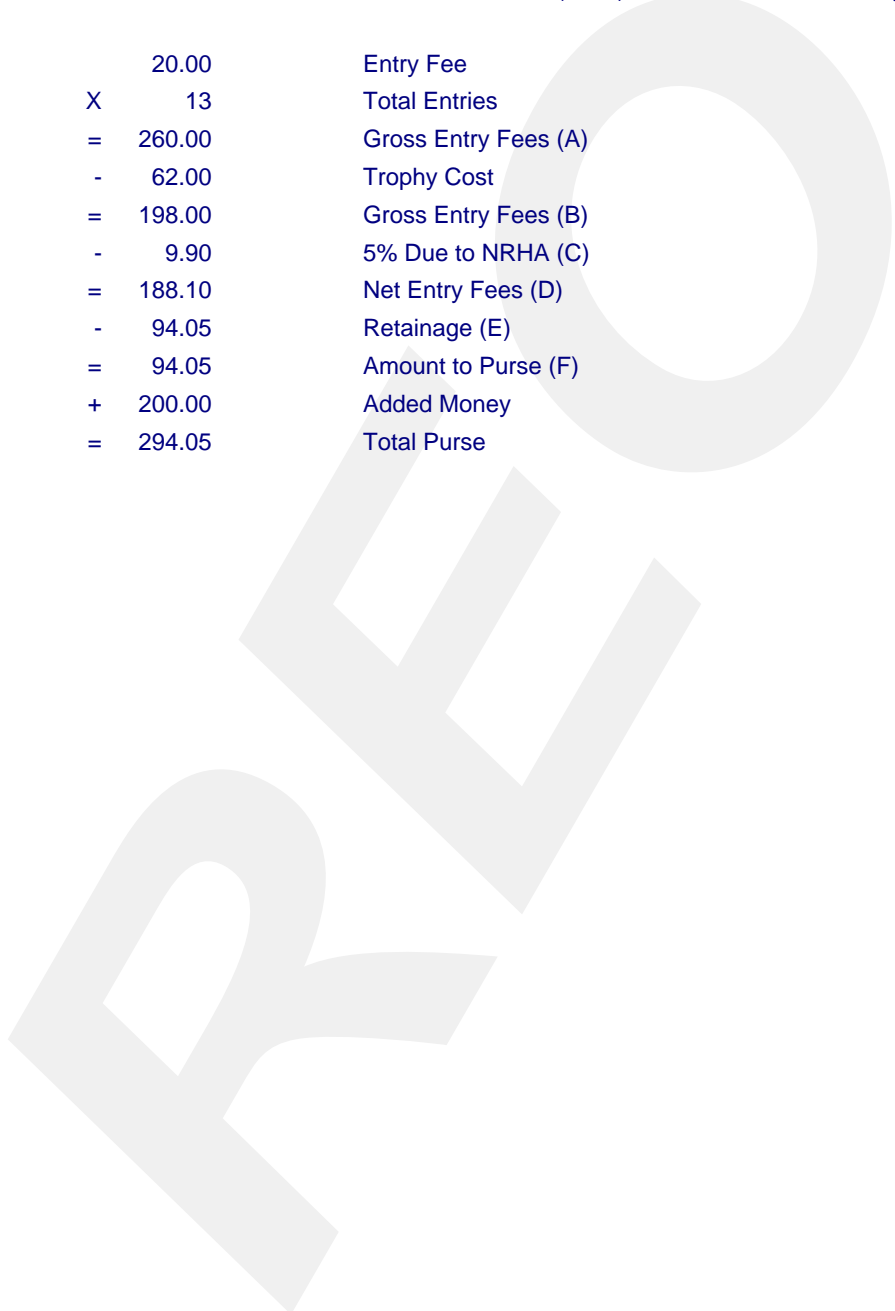 20.00 Entry Fee
X 13 Total Entries
= 260.00 Gross Entry Fees (A)
- 62.00 Trophy Cost
= 198.00 Gross Entry Fees (B)
- 9.90 5% Due to NRHA (C)
= 188.10 Net Entry Fees (D)
- 94.05 Retainage (E)
= 94.05 Amount to Purse (F)
+ 200.00 Added Money
= 294.05 Total Purse
REO